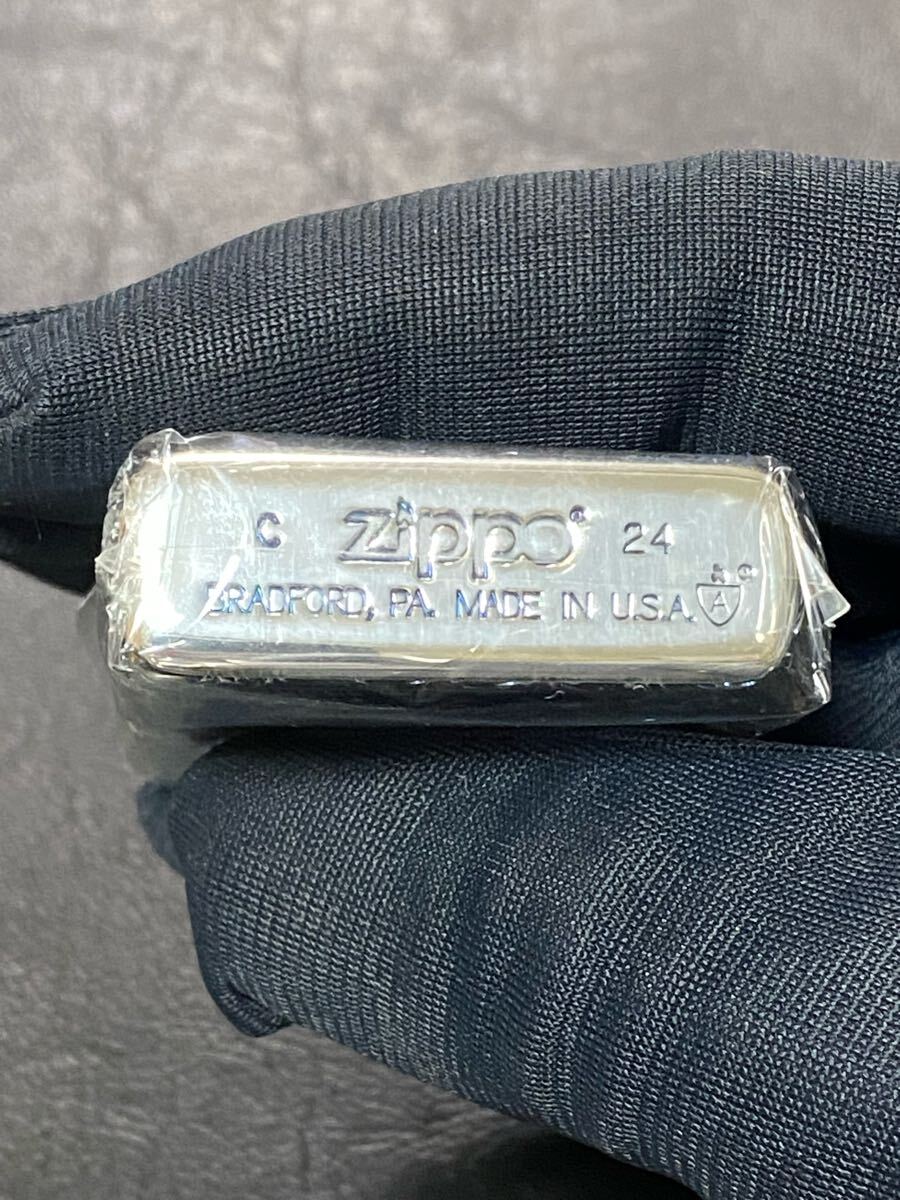 C zippo® 24
BRADFORD, PA. MADE IN U.S.A. A